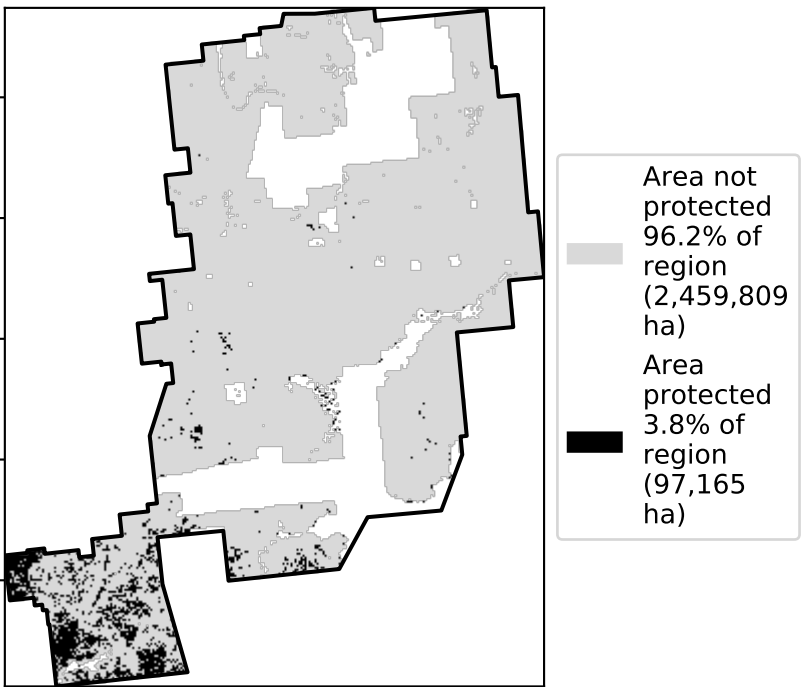 Area not
protected
96.2% of
region
(2,459,809
ha)
Area
protected
3.8% of
region
(97,165
ha)